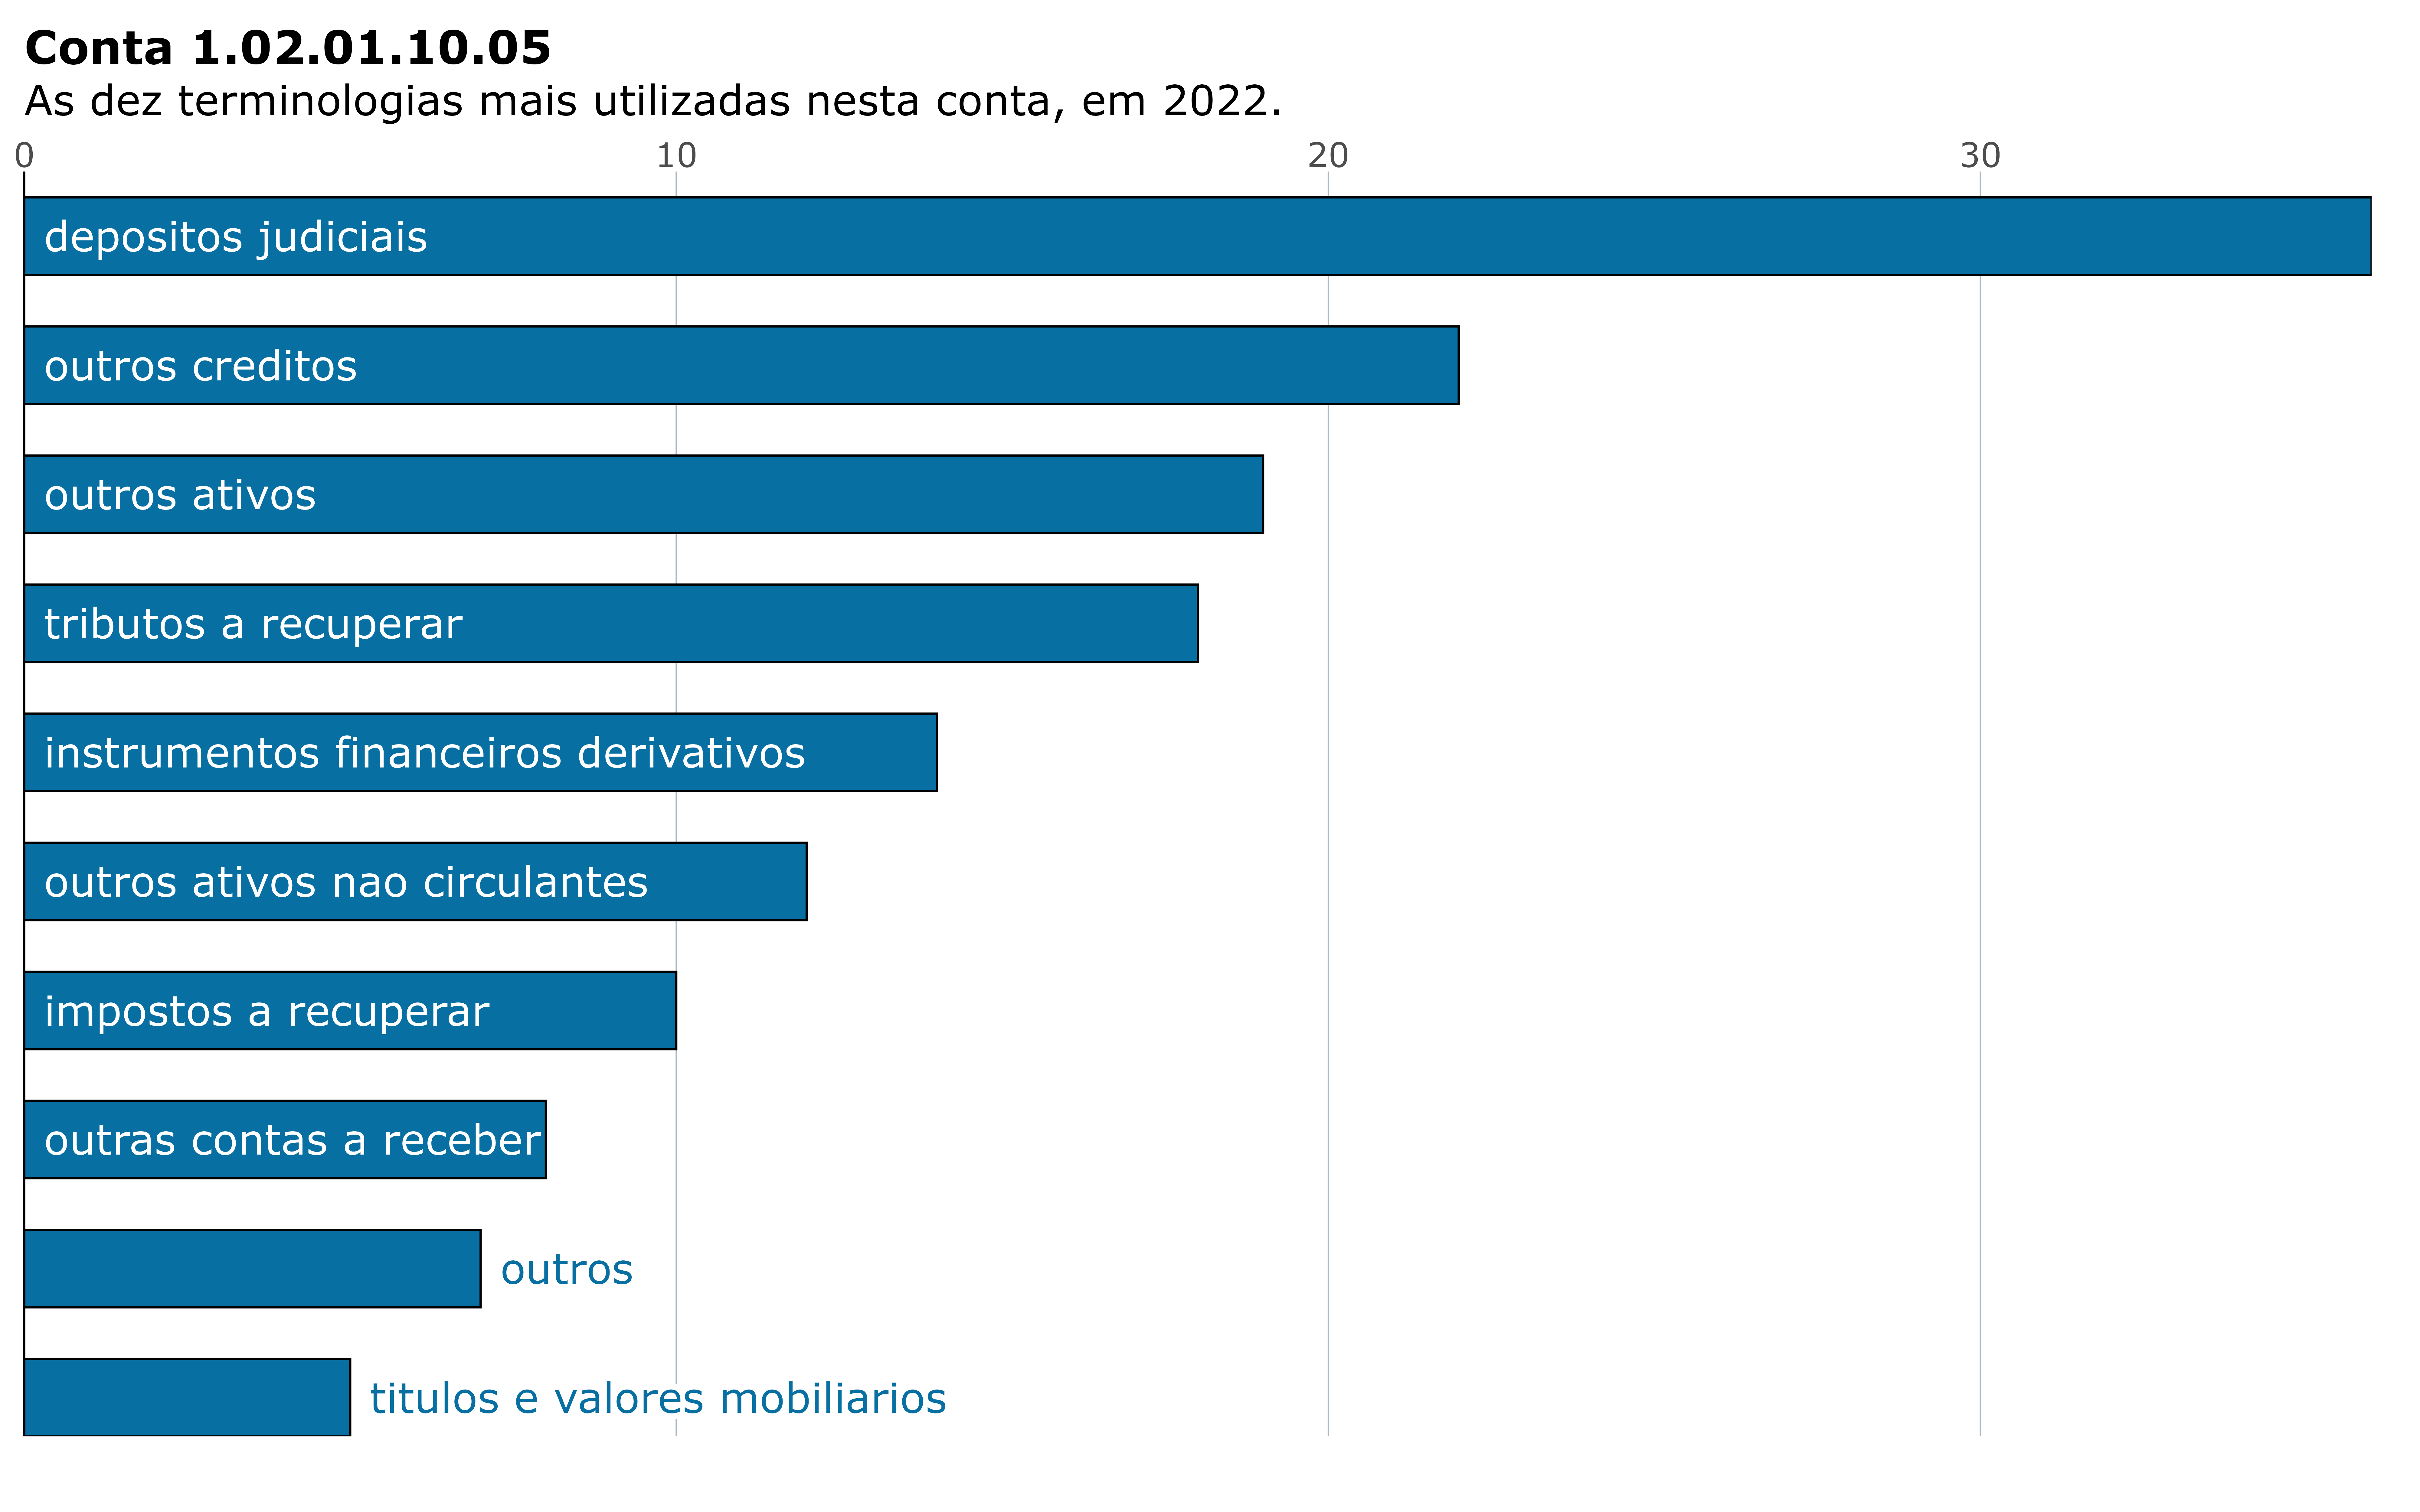 Conta 1.02.01.10.05
As dez terminologias mais utilizadas nesta conta, em 2022.
0 10 20 30
depositos judiciais
outros creditos
outros ativos
tributos a recuperar
instrumentos financeiros derivativos
outros ativos nao circulantes
impostos a recuperar
outras contas a receber
outros
titulos e valores mobiliarios